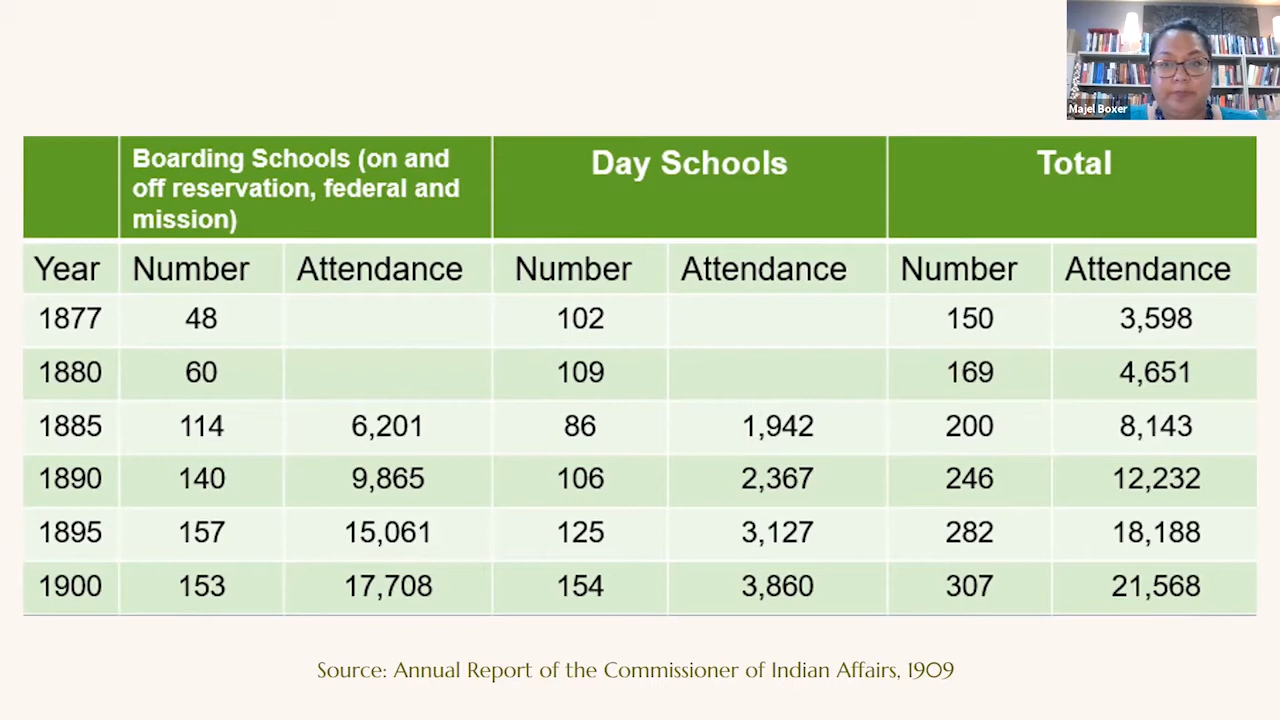 Majel Boxer
Boarding Schools (on and
off reservation, federal and
mission)
Day Schools
Total
Year Number Attendance Number Attendance Number Attendance
1877 48 102 150 3,598
1880 60 109 169 4,651
1885 114 6,201 86 1,942 200 8,143
1890 140 9,865 106 2,367 246 12,232
1895 157 15,061 125 3,127 282 18,188
1900 153 17,708 154 3,860 307 21,568
Source: Annual Report of the Commissioner of Indian Affairs, 1909